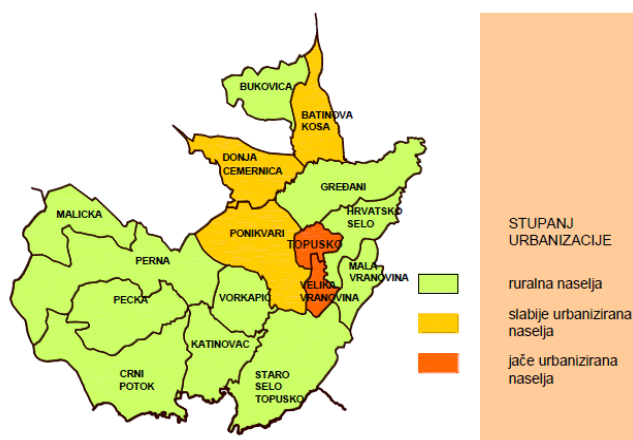 BUKOVICA
BATINOVA
KOSA
DONJA
CEMERNICA
GREĐANI
MALICKA
HRVATSKO
SELO
PONIKVARI
TOPUSKO
PERNA
MALA
VRANOVINA
PECKA
VORKAPIĆ
VELIKA
VRANOVINA
KATINOVAC
CRNI
POTOK
STARO
SELO
TOPUSKO
STUPANJ
URBANIZACIJE
ruralna naselja
slabije urbanizirana
naselja
jače urbanizirana
naselja